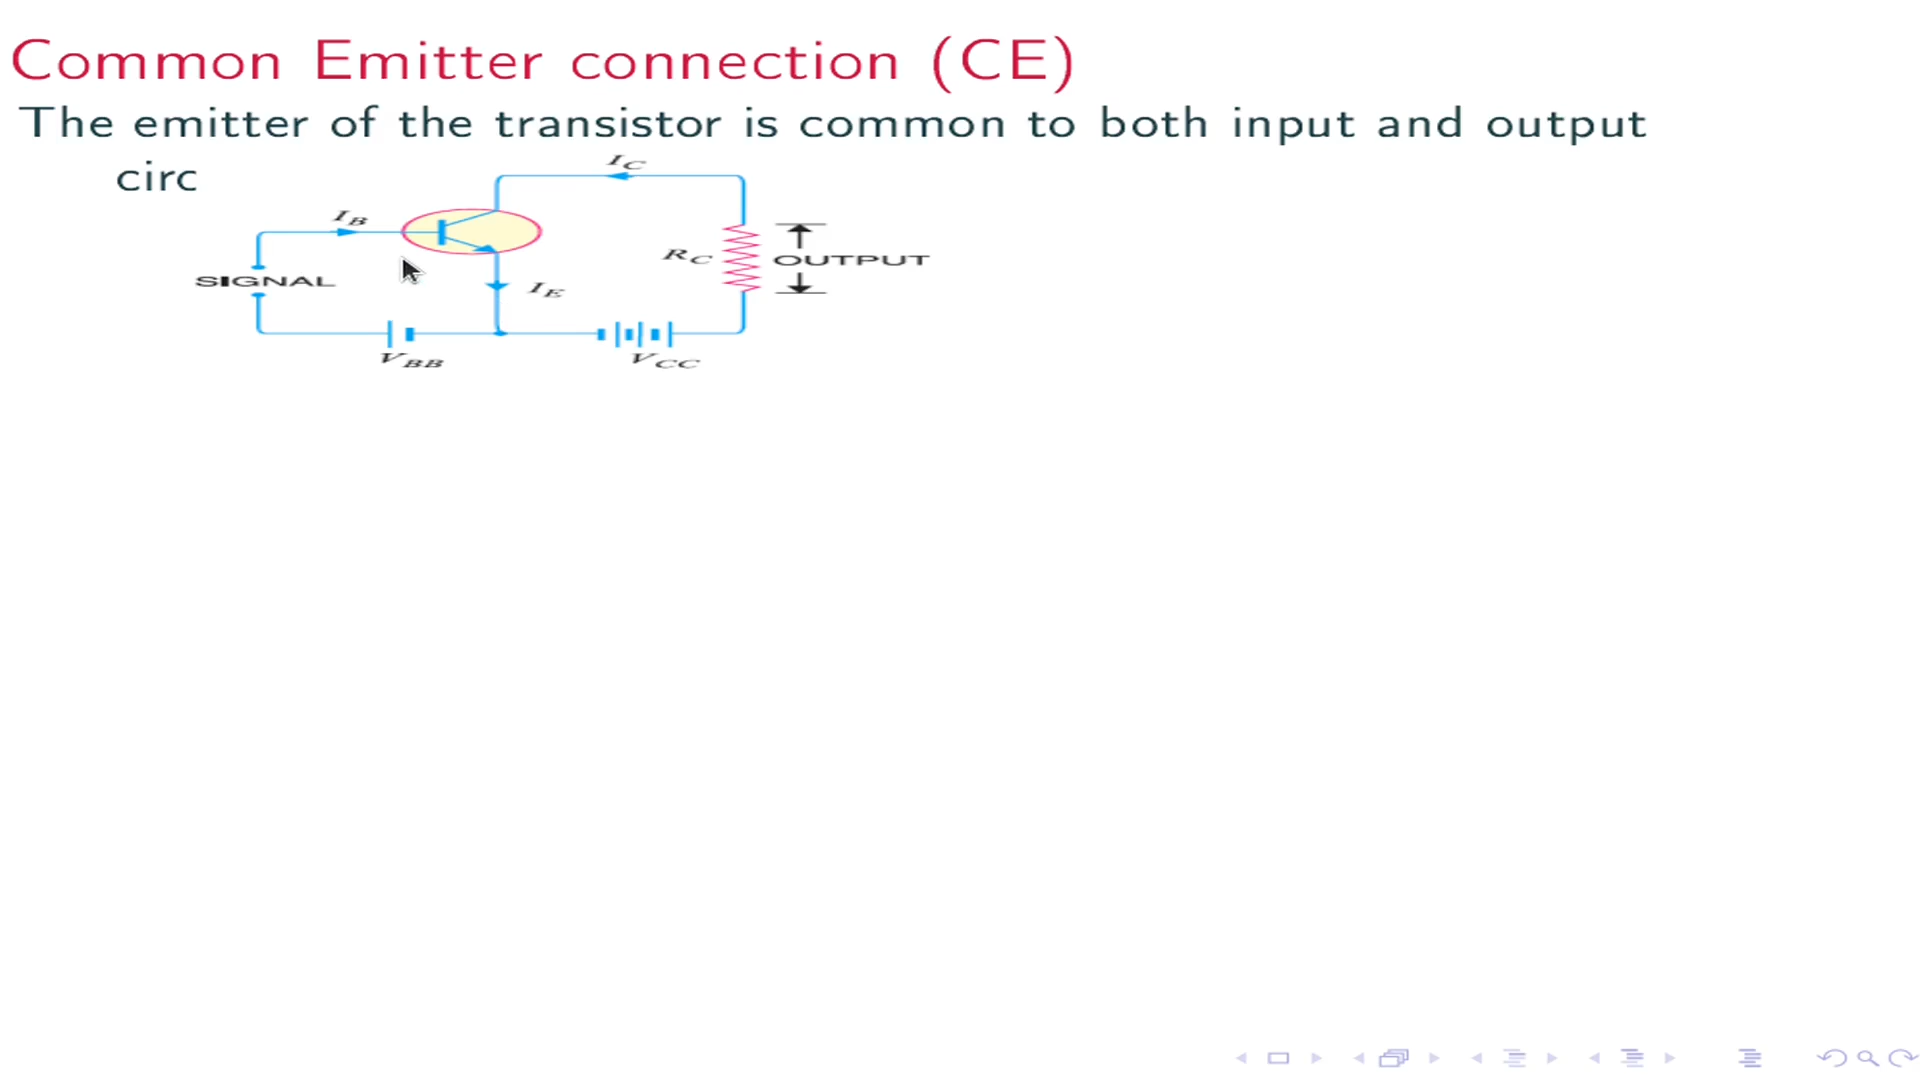 Common Emitter connection (CE)
The emitter of the transistor is common to both input and output
circ
I_C
I_B
R_C
OUTPUT
SIGNAL
I_E
V_BB
V_CC